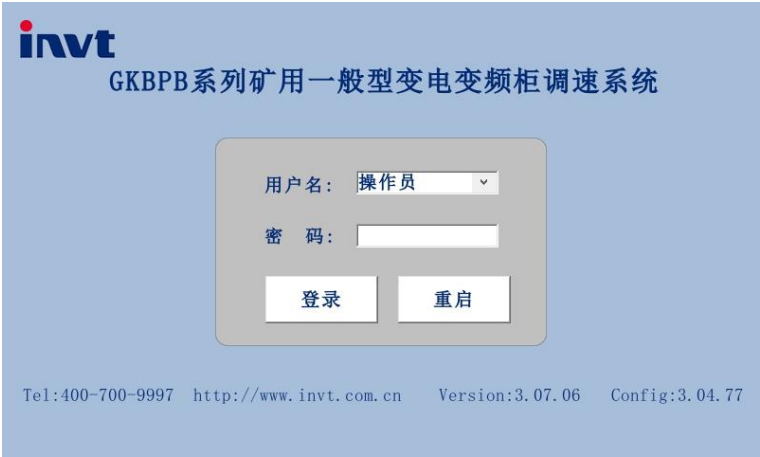 invt
GKBPB系列矿用一般型变电变频柜调速系统
用户名: 操作员
密 码:
登录 重启
Tel:400-700-9997 http://www.invt.com.cn Version:3.07.06 Config:3.04.77